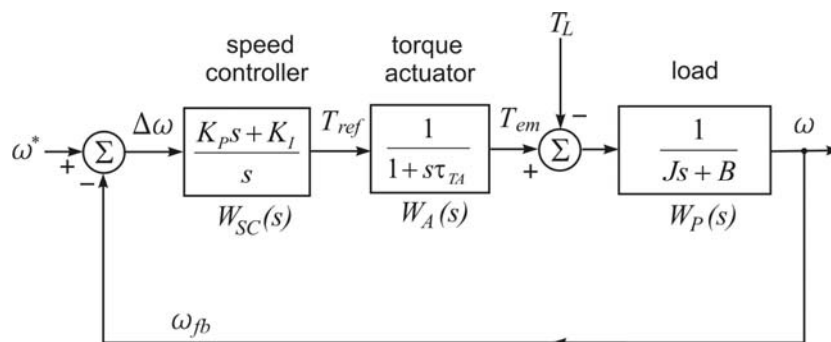 speed
controller
torque
actuator
T_L
load
ω*
+
−
Σ
Δω
K_P s + K_I
s
T_ref
1
1 + sτ_TA
T_em
+
−
Σ
1
Js + B
ω
W_SC(s)
W_A(s)
W_P(s)
ω_fb